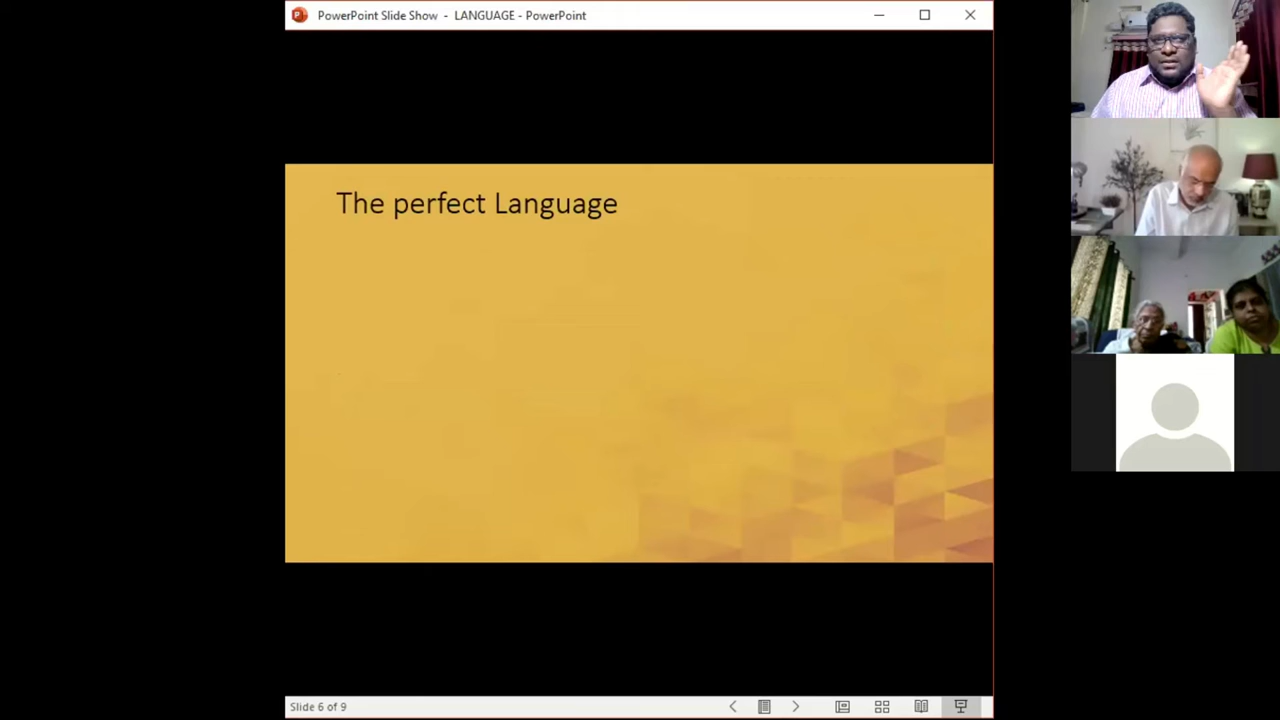 PowerPoint Slide Show - LANGUAGE - PowerPoint
The perfect Language
Slide 6 of 9